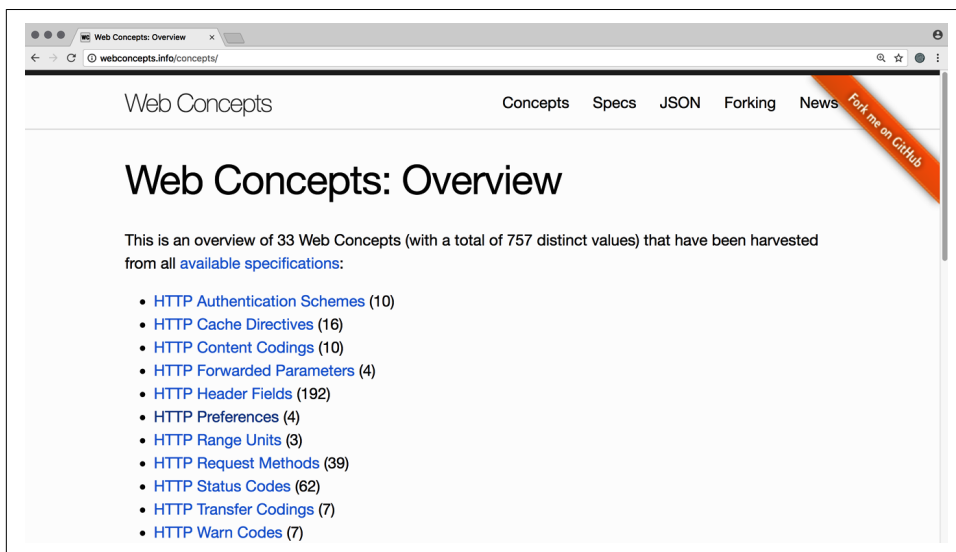 WC Web Concepts: Overview ×
webconcepts.info/concepts/
Web Concepts Concepts Specs JSON Forking News
Fork me on GitHub
Web Concepts: Overview
This is an overview of 33 Web Concepts (with a total of 757 distinct values) that have been harvested
from all available specifications:
• HTTP Authentication Schemes (10)
• HTTP Cache Directives (16)
• HTTP Content Codings (10)
• HTTP Forwarded Parameters (4)
• HTTP Header Fields (192)
• HTTP Preferences (4)
• HTTP Range Units (3)
• HTTP Request Methods (39)
• HTTP Status Codes (62)
• HTTP Transfer Codings (7)
• HTTP Warn Codes (7)